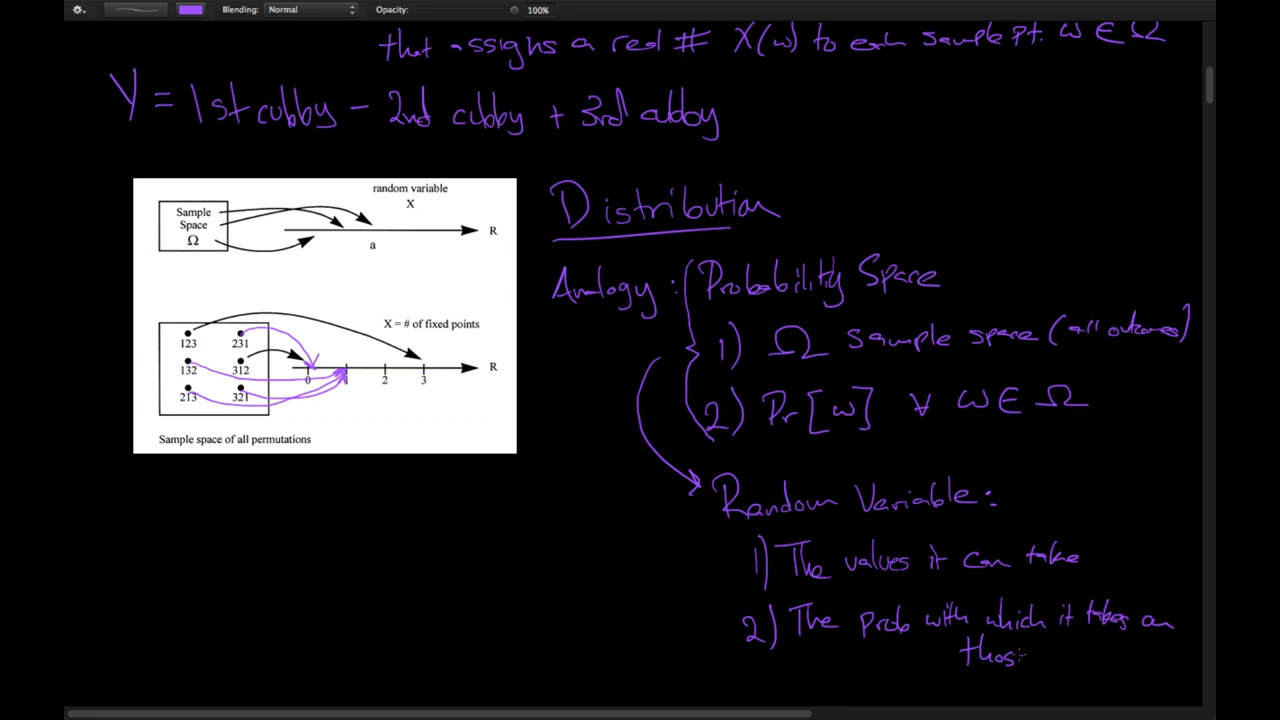 Blending: Normal Opacity: 100%
that assigns a real # X(ω) to each sample pt. ω ∈ Ω
Y = 1st cubby − 2nd cubby + 3rd cubby
random variable
X
Sample
Space
Ω
R
a
X = # of fixed points
123 231
132 312
213 321
0 1 2 3
R
Sample space of all permutations
Distribution
Analogy: { Probability Space
1) Ω sample space (all outcomes)
2) Pr[ω] ∀ ω ∈ Ω
Random Variable:
1) The values it can take
2) The prob with which it takes on
thos